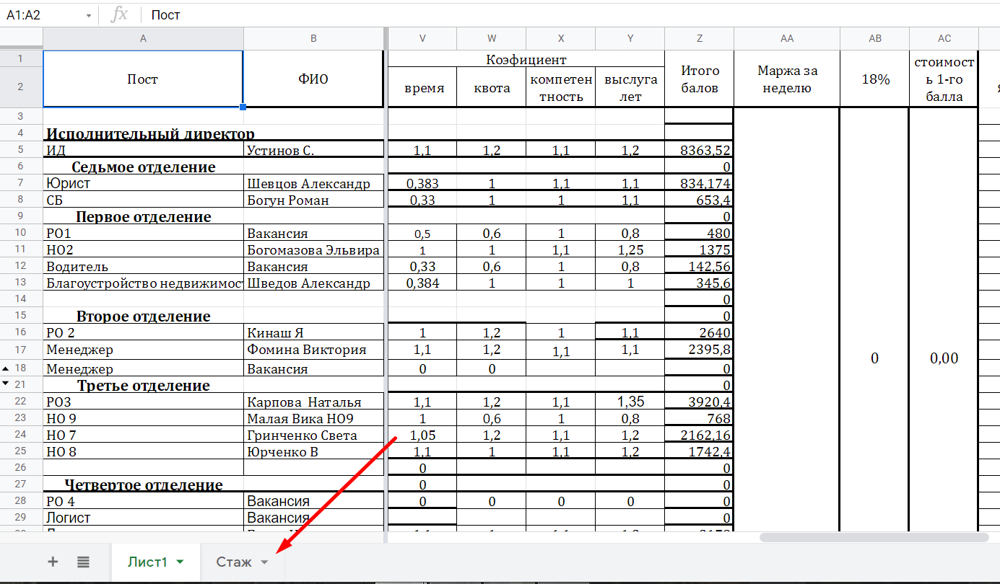 A1:A2 fx Пост
A B V W X Y Z AA AB AC
1 Пост ФИО Коэфициент Итого балов Маржа за неделю 18% стоимост ь 1-го балла
2 время квота компетен тность выслуга лет
3
4 Исполнительный директор
5 ИД Устинов С. 1,1 1,2 1,1 1,2 8363,52
6 Седьмое отделение 0
7 Юрист Шевцов Александр 0,383 1 1,1 1,1 834,174
8 СБ Богун Роман 0,33 1 1 1,1 653,4
9 Первое отделение 0
10 РО1 Вакансия 0,5 0,6 1 0,8 480
11 НО2 Богомазова Эльвира 1 1 1,1 1,25 1375
12 Водитель Вакансия 0,33 0,6 1 0,8 142,56
13 Благоустройство недвижимос Шведов Александр 0,384 1 1 1 345,6
14 0
15 Второе отделение 0
16 РО 2 Кинаш Я 1 1,2 1 1,1 2640
17 Менеджер Фомина Виктория 1,1 1,2 1,1 1,1 2395,8 0 0,00
18 Менеджер Вакансия 0 0 0
21 Третье отделение 0
22 РО3 Карпова Наталья 1,1 1,2 1,1 1,35 3920,4
23 НО 9 Малая Вика НО9 1 0,6 1 0,8 768
24 НО 7 Гринченко Света 1,05 1,2 1,1 1,2 2162,16
25 НО 8 Юрченко В 1,1 1 1,1 1,2 1742,4
26 0 0
27 Четвертое отделение 0 0
28 РО 4 Вакансия 0 0 0 0 0
29 Логист Вакансия 0
Лист1 Стаж